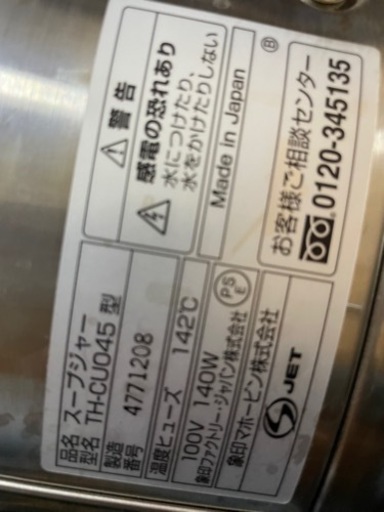 品名 スープジャー
型名 TH-CU045 型
製造番号 4771208
温度ヒューズ 142℃
100V 140W
象印ファクトリー・ジャパン株式会社
PSE
象印マホービン株式会社
JET
警告
感電の恐れあり
水につけたり、
水をかけたりしない
Made in Japan
Ⓑ
お客様ご相談センター
0120-345135